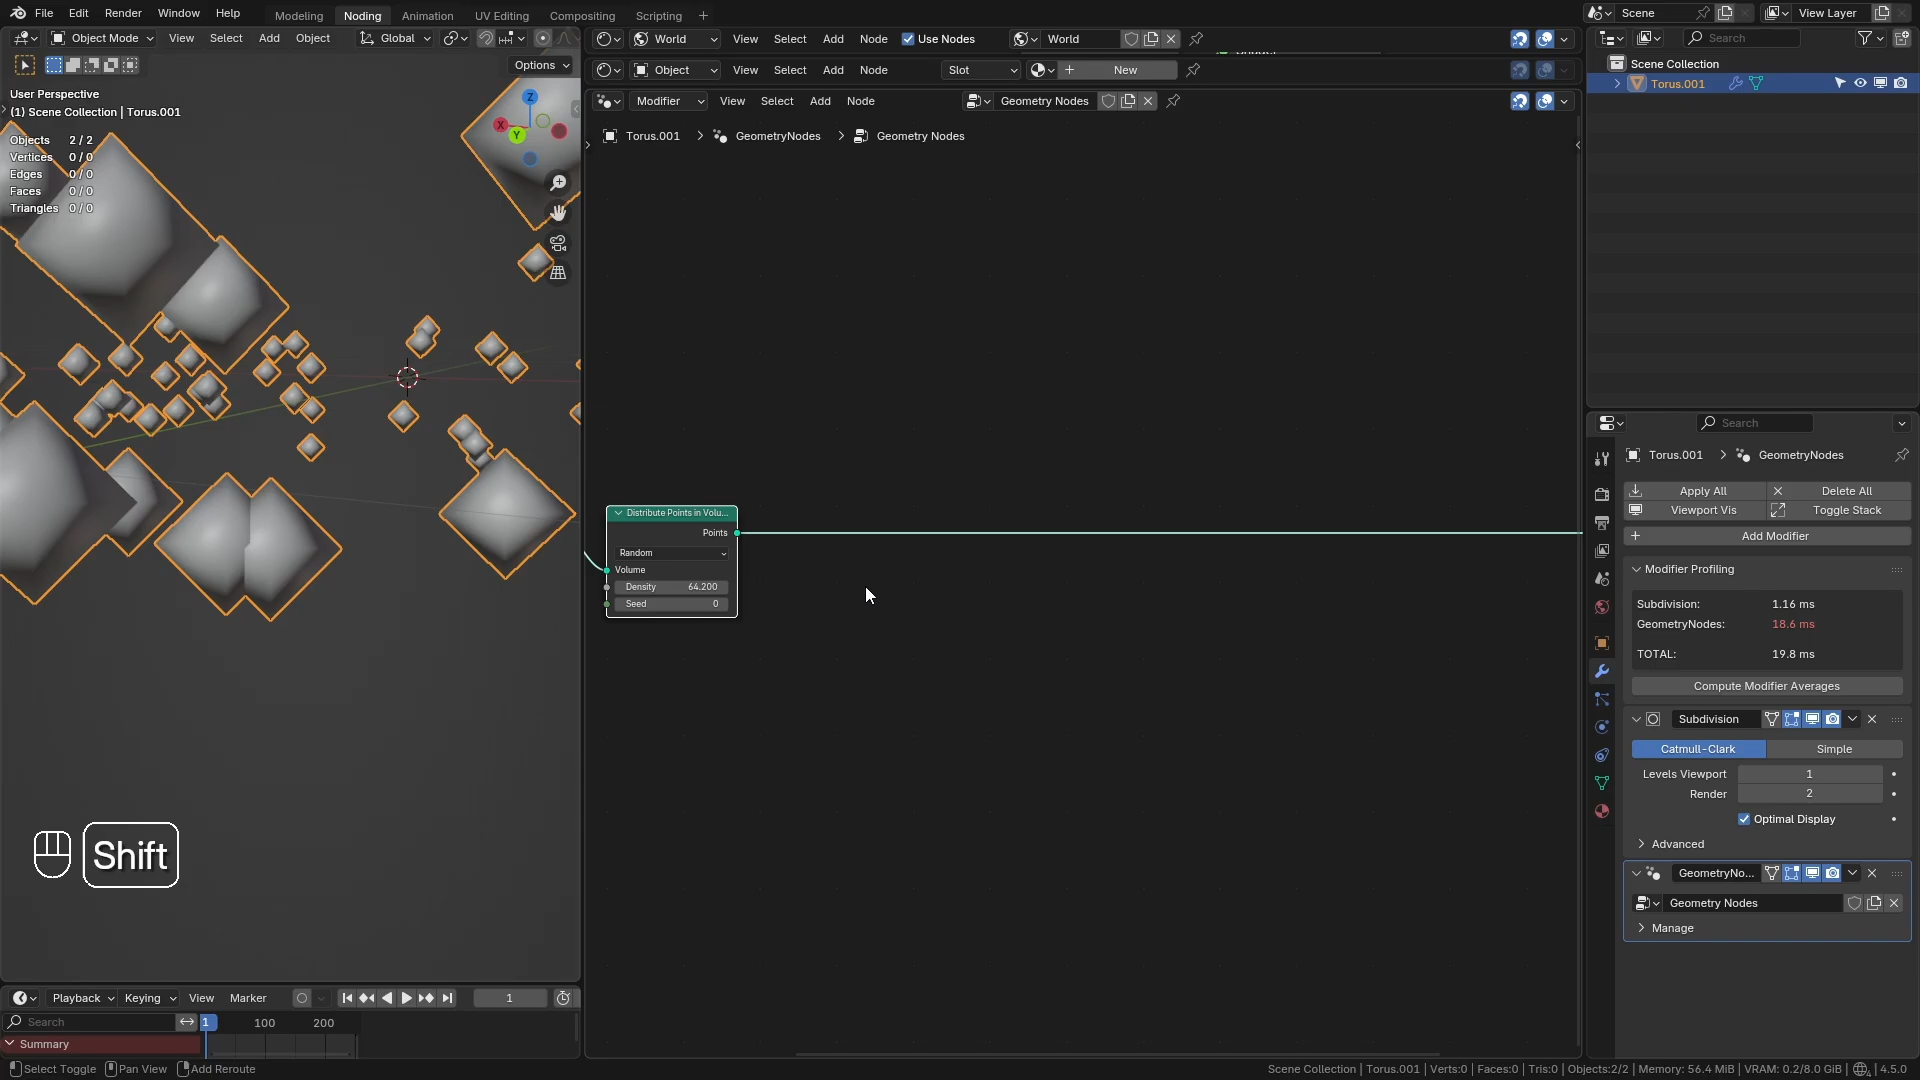 File Edit Render Window Help Modeling Noding Animation UV Editing Compositing Scripting + Scene View Layer
Object Mode View Select Add Object Global
World View Select Add Node Use Nodes World
Search
Options
Object View Select Add Node Slot New
Scene Collection
Torus.001
User Perspective
(1) Scene Collection | Torus.001
Modifier View Select Add Node Geometry Nodes
Torus.001 > GeometryNodes > Geometry Nodes
Objects 2 / 2
Vertices 0 / 0
Edges 0 / 0
Faces 0 / 0
Triangles 0 / 0
Z
X
Y
Distribute Points in Volu...
Points
Random
Volume
Density 64.200
Seed 0
Search
Torus.001 > GeometryNodes
Apply All Delete All
Viewport Vis Toggle Stack
Add Modifier
Modifier Profiling
Subdivision: 1.16 ms
GeometryNodes: 18.6 ms
TOTAL: 19.8 ms
Compute Modifier Averages
Subdivision
Catmull-Clark Simple
Levels Viewport 1
Render 2
Optimal Display
Advanced
GeometryNo...
Geometry Nodes
Manage
Shift
Playback Keying View Marker 1
Search 1 100 200
Summary
Select Toggle Pan View Add Reroute Scene Collection | Torus.001 | Verts:0 | Faces:0 | Tris:0 | Objects:2/2 | Memory: 56.4 MiB | VRAM: 0.2/8.0 GiB | 4.5.0